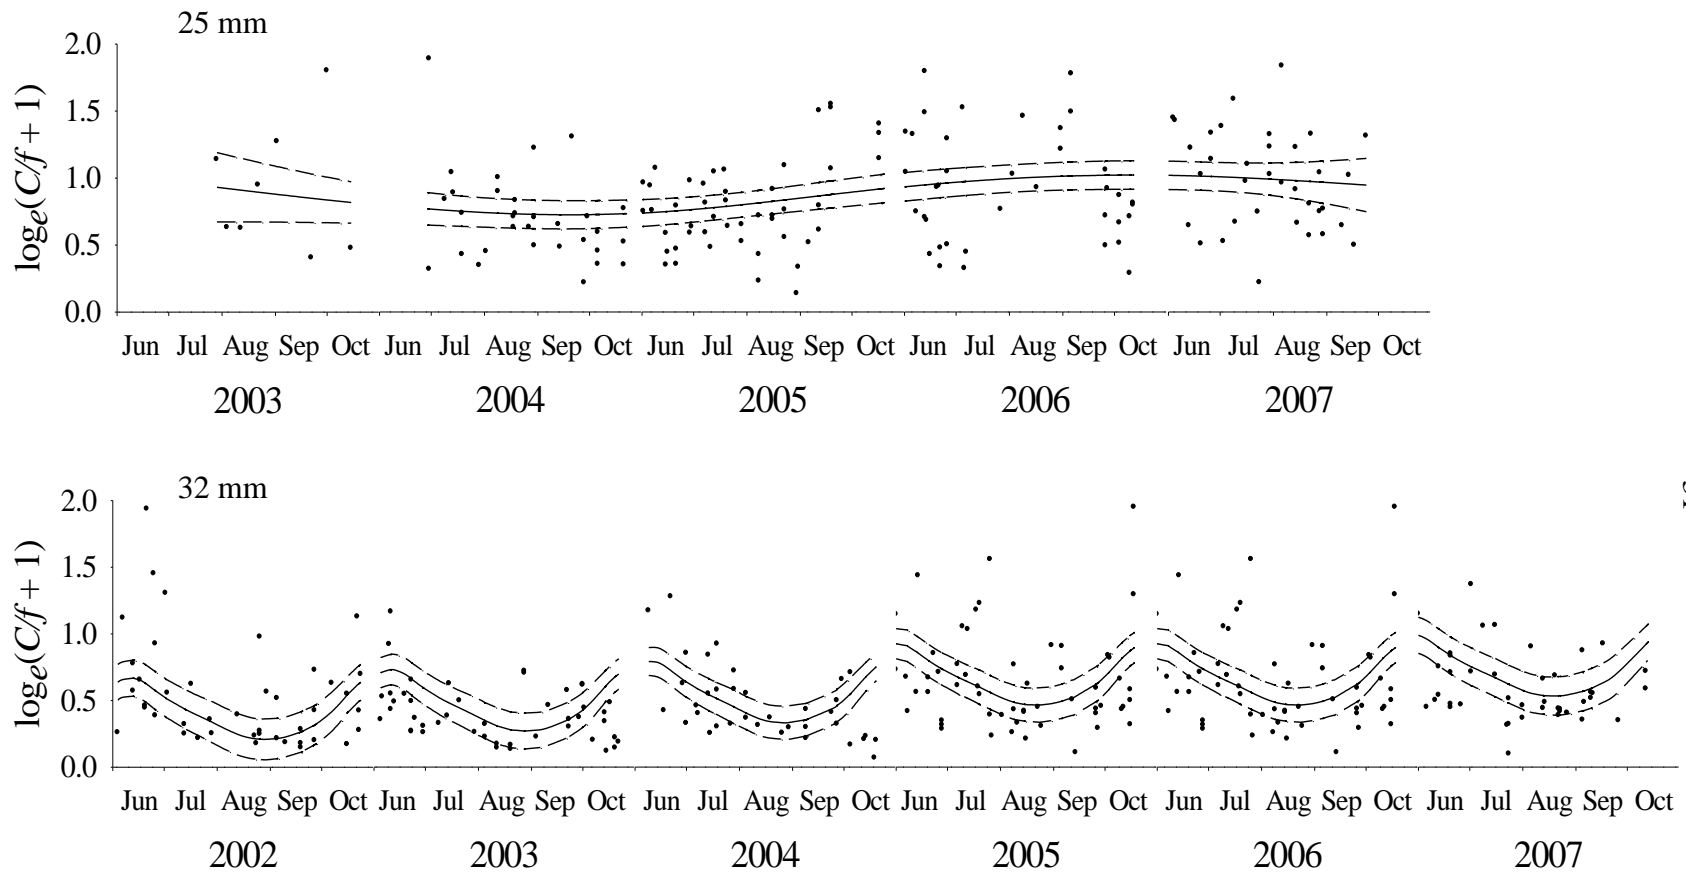 25 mm
2.0
1.5
1.0
0.5
0.0
logₑ(C/f + 1)
Jun Jul Aug Sep Oct Jun Jul Aug Sep Oct Jun Jul Aug Sep Oct Jun Jul Aug Sep Oct Jun Jul Aug Sep Oct
2003 2004 2005 2006 2007
32 mm
2.0
1.5
1.0
0.5
0.0
logₑ(C/f + 1)
Jun Jul Aug Sep Oct Jun Jul Aug Sep Oct Jun Jul Aug Sep Oct Jun Jul Aug Sep Oct Jun Jul Aug Sep Oct Jun Jul Aug Sep Oct
2002 2003 2004 2005 2006 2007